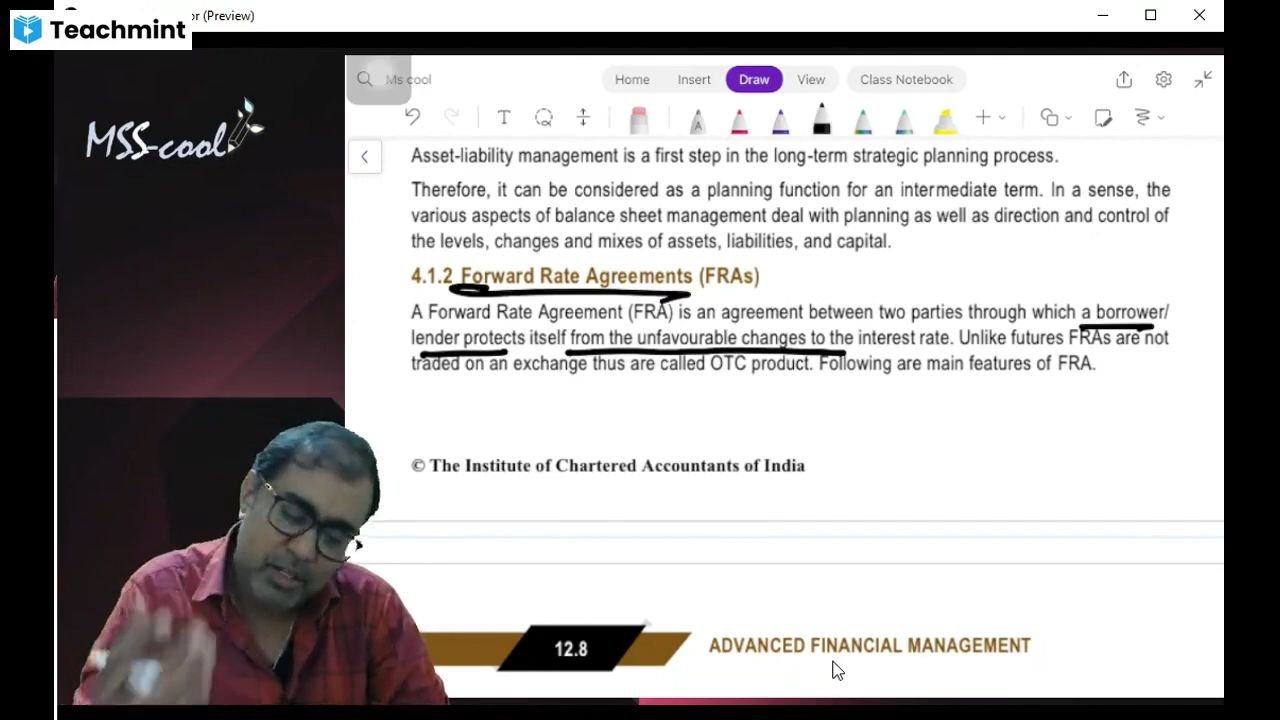 or (Preview)
Teachmint
MSS-cool
Ms cool
Home Insert Draw View Class Notebook
T
A
Asset-liability management is a first step in the long-term strategic planning process.
Therefore, it can be considered as a planning function for an intermediate term. In a sense, the
various aspects of balance sheet management deal with planning as well as direction and control of
the levels, changes and mixes of assets, liabilities, and capital.
4.1.2 Forward Rate Agreements (FRAs)
A Forward Rate Agreement (FRA) is an agreement between two parties through which a borrower/
lender protects itself from the unfavourable changes to the interest rate. Unlike futures FRAs are not
traded on an exchange thus are called OTC product. Following are main features of FRA.
© The Institute of Chartered Accountants of India
12.8 ADVANCED FINANCIAL MANAGEMENT